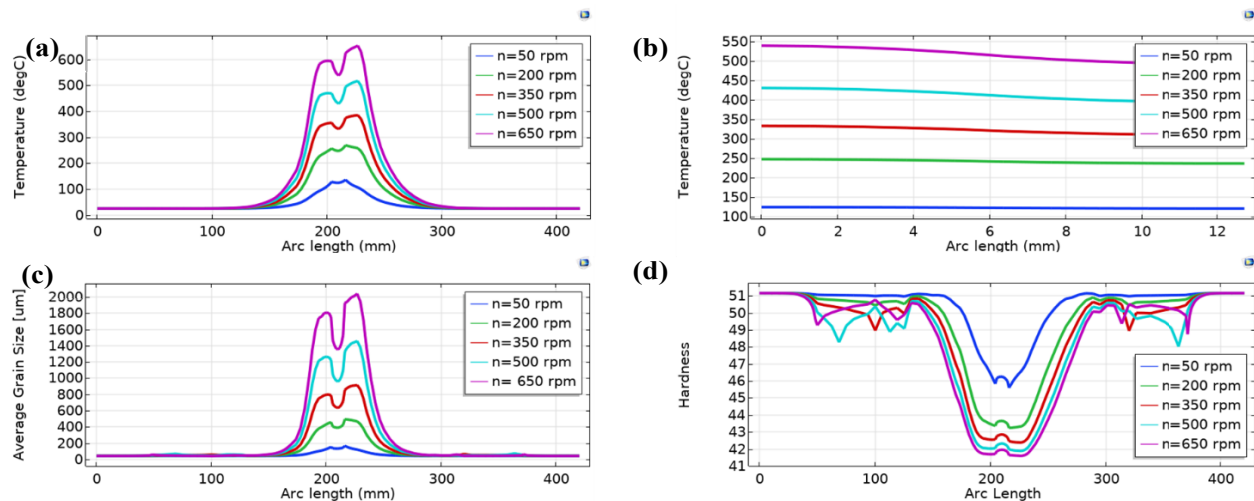 (a)
Temperature (degC)
600
500
400
300
200
100
0
0 100 200 300 400
Arc length (mm)
n=50 rpm
n=200 rpm
n=350 rpm
n=500 rpm
n=650 rpm
(b)
Temperature (degC)
550
500
450
400
350
300
250
200
150
100
0 2 4 6 8 10 12
Arc length (mm)
n=50 rpm
n=200 rpm
n=350 rpm
n=500 rpm
n=650 rpm
(c)
Average Grain Size [um]
2000
1800
1600
1400
1200
1000
800
600
400
200
0
0 100 200 300 400
Arc length (mm)
n=50 rpm
n=200 rpm
n=350 rpm
n=500 rpm
n= 650 rpm
(d)
Hardness
51
50
49
48
47
46
45
44
43
42
41
0 100 200 300 400
Arc Length
n=50 rpm
n=200 rpm
n=350 rpm
n=500 rpm
n=650 rpm